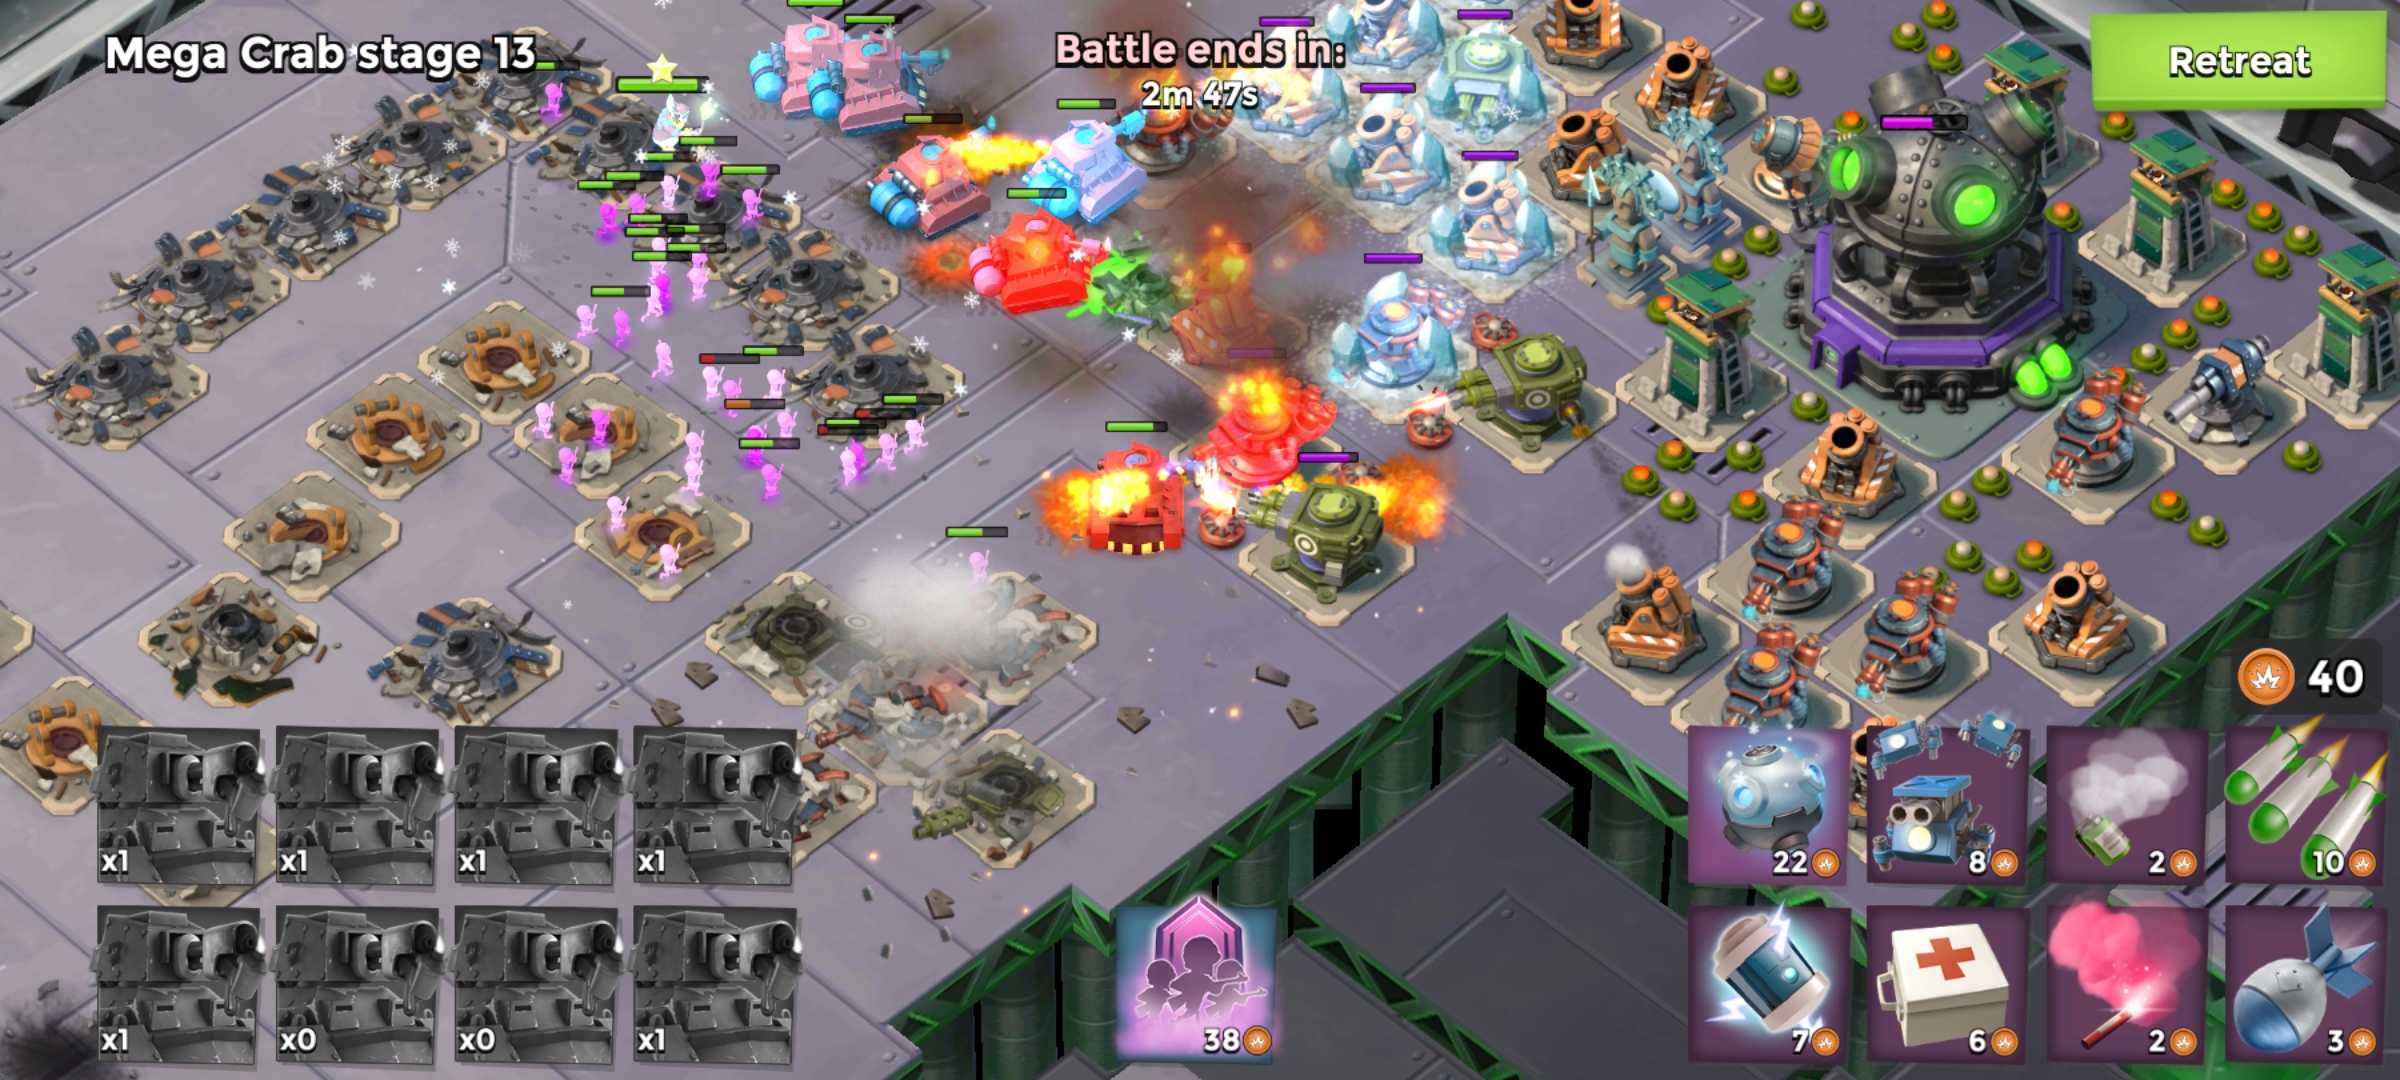 Mega Crab stage 13
Battle ends in:
2m 47s
Retreat
40
x1
x1
x1
x1
22
8
2
10
x1
x0
x0
x1
38
7
6
2
3